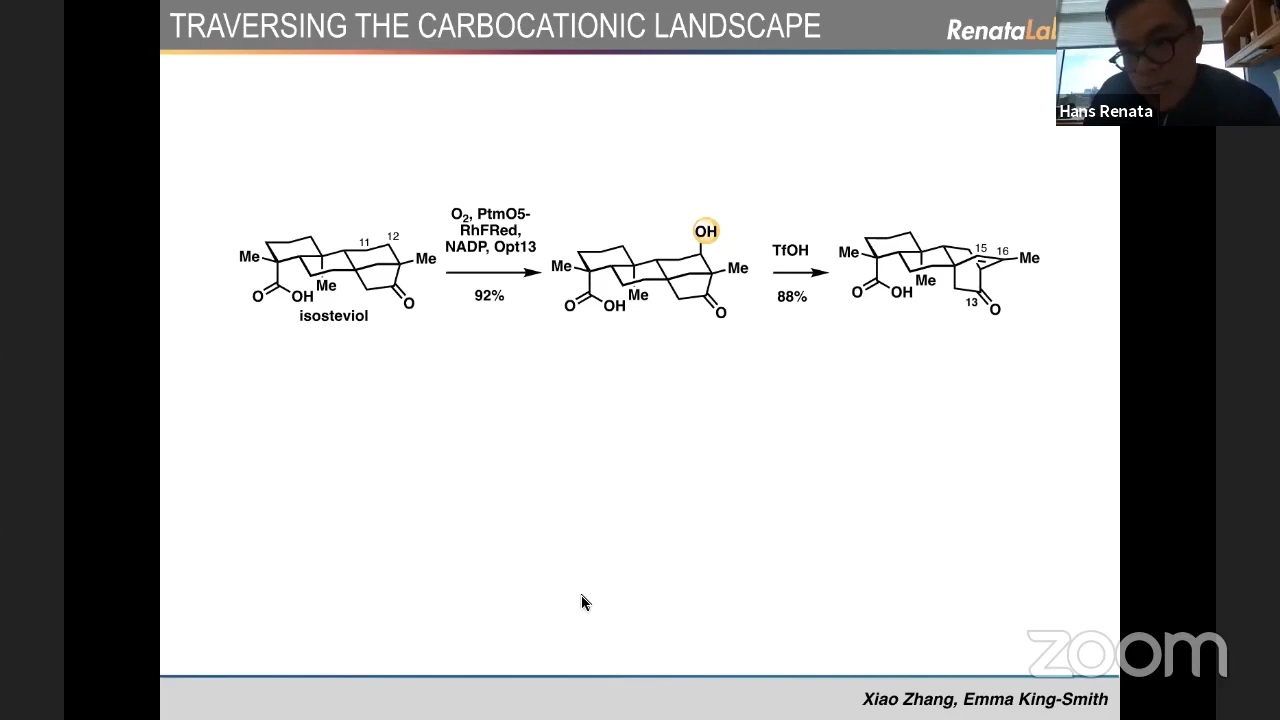 TRAVERSING THE CARBOCATIONIC LANDSCAPE
RenataLab
Hans Renata
Me
O
OH
Me
isosteviol
11
12
Me
O
O2, PtmO5-
RhFRed,
NADP, Opt13
92%
OH
Me
O
OH
Me
Me
O
TfOH
88%
Me
O
OH
Me
15
16
Me
13
O
zoom
Xiao Zhang, Emma King-Smith